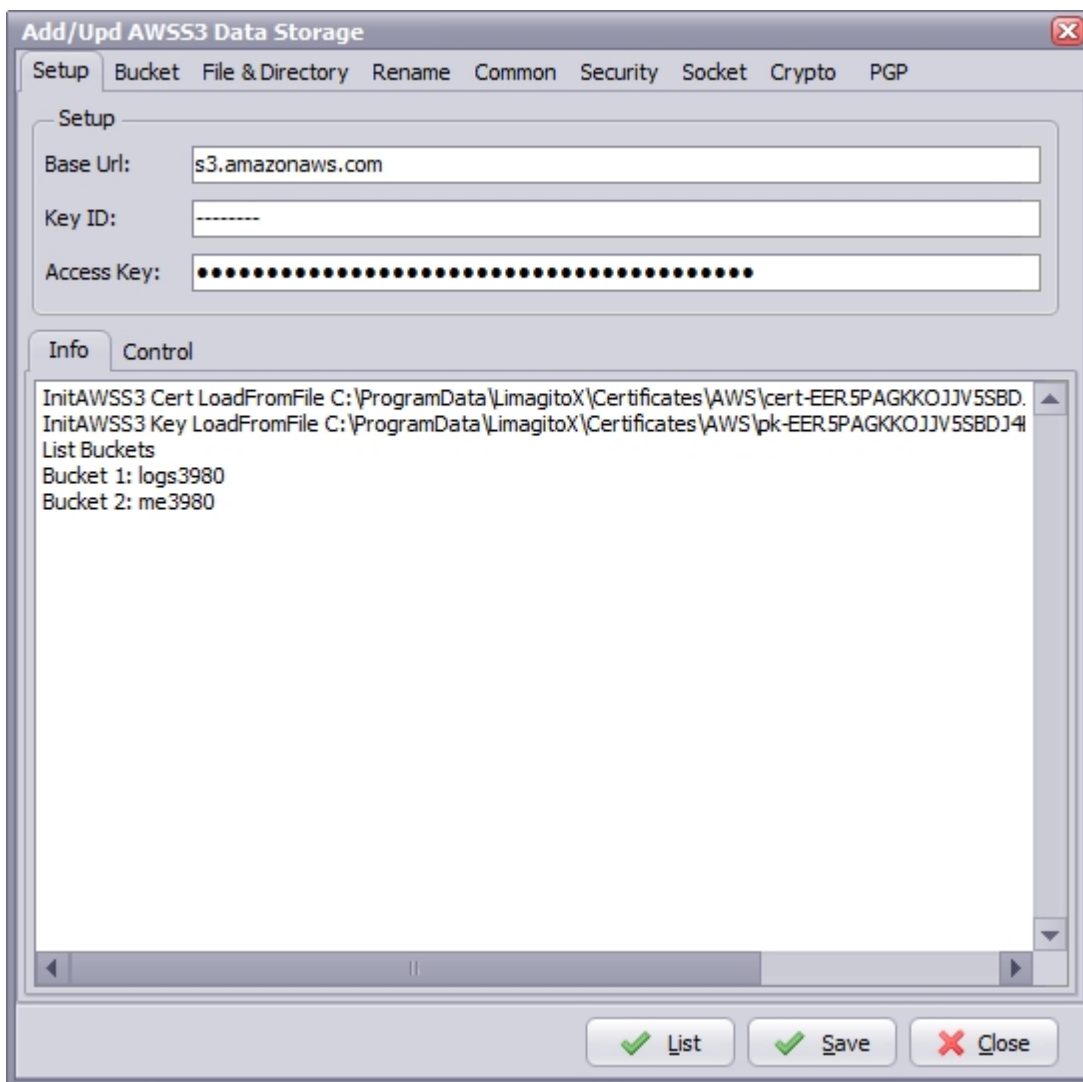 Add/Upd AWSS3 Data Storage
Setup Bucket File & Directory Rename Common Security Socket Crypto PGP
Setup
Base Url: s3.amazonaws.com
Key ID: --------
Access Key: ●●●●●●●●●●●●●●●●●●●●●●●●●●●●●●●●●●●●●●●●
Info Control
InitAWSS3 Cert LoadFromFile C:\ProgramData\LimagitoX\Certificates\AWS\cert-EER5PAGKKOJJV5SBD.
InitAWSS3 Key LoadFromFile C:\ProgramData\LimagitoX\Certificates\AWS\pk-EER5PAGKKOJJV5SBDJ4
List Buckets
Bucket 1: logs3980
Bucket 2: me3980
List Save Close